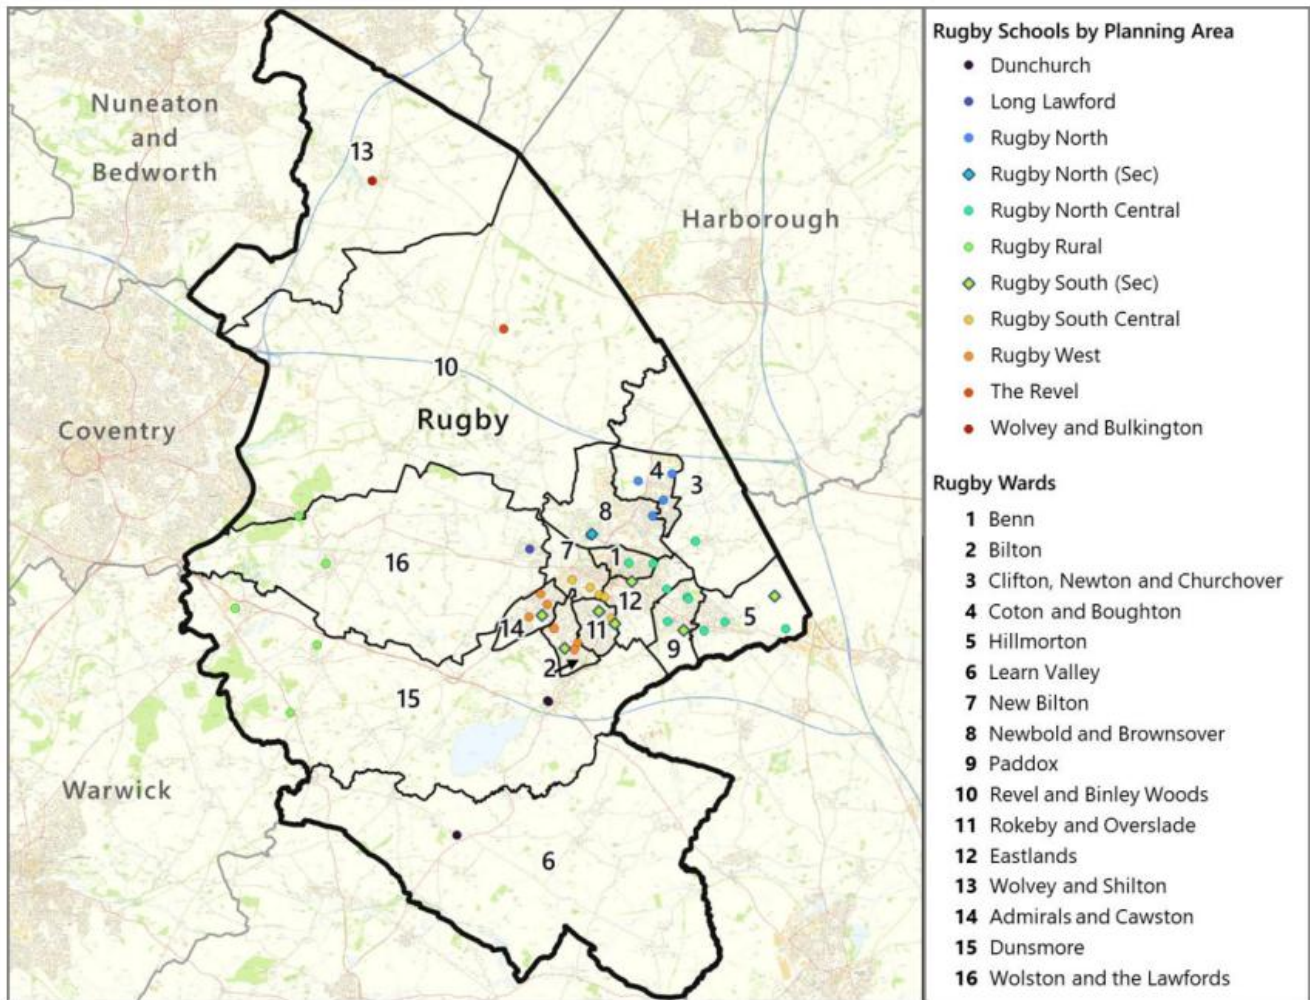 Nuneaton
and
Bedworth
13
Harborough
10
Rugby
Coventry
4
3
8
16
7
1
12
5
14
11
9
2
15
Warwick
6
Rugby Schools by Planning Area
Dunchurch
Long Lawford
Rugby North
Rugby North (Sec)
Rugby North Central
Rugby Rural
Rugby South (Sec)
Rugby South Central
Rugby West
The Revel
Wolvey and Bulkington
Rugby Wards
1 Benn
2 Bilton
3 Clifton, Newton and Churchover
4 Coton and Boughton
5 Hillmorton
6 Learn Valley
7 New Bilton
8 Newbold and Brownsover
9 Paddox
10 Revel and Binley Woods
11 Rokeby and Overslade
12 Eastlands
13 Wolvey and Shilton
14 Admirals and Cawston
15 Dunsmore
16 Wolston and the Lawfords